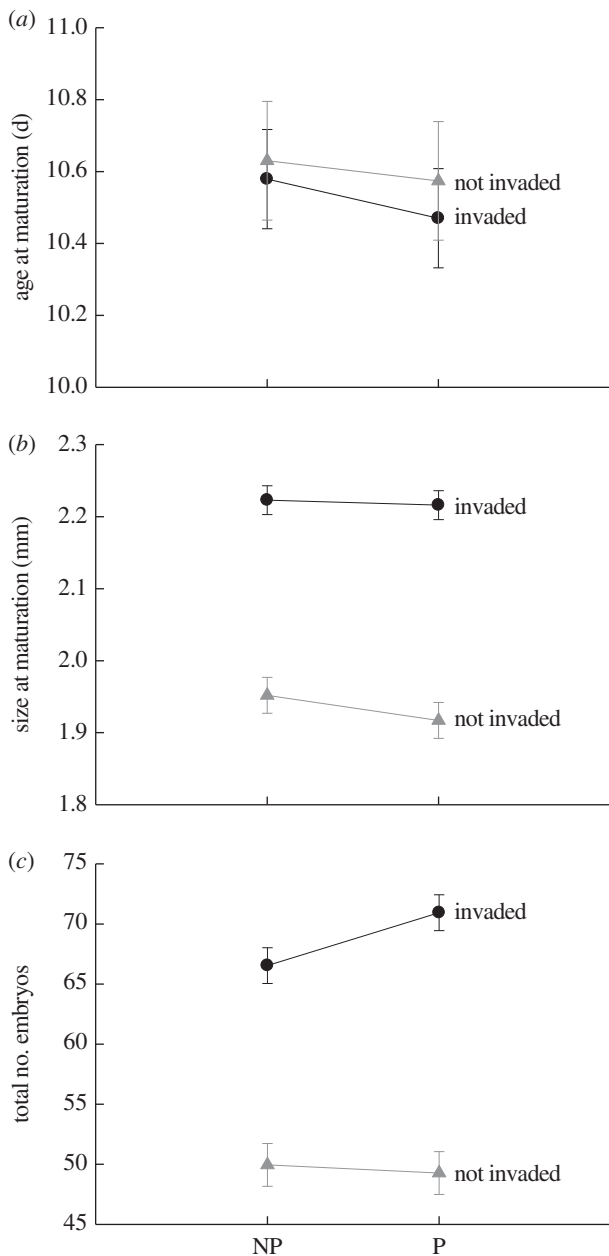 (a)
11.0
10.8
10.6
10.4
10.2
10.0
age at maturation (d)
not invaded
invaded
(b)
2.3
2.2
2.1
2.0
1.9
1.8
size at maturation (mm)
invaded
not invaded
(c)
75
70
65
60
55
50
45
total no. embryos
invaded
not invaded
NP P